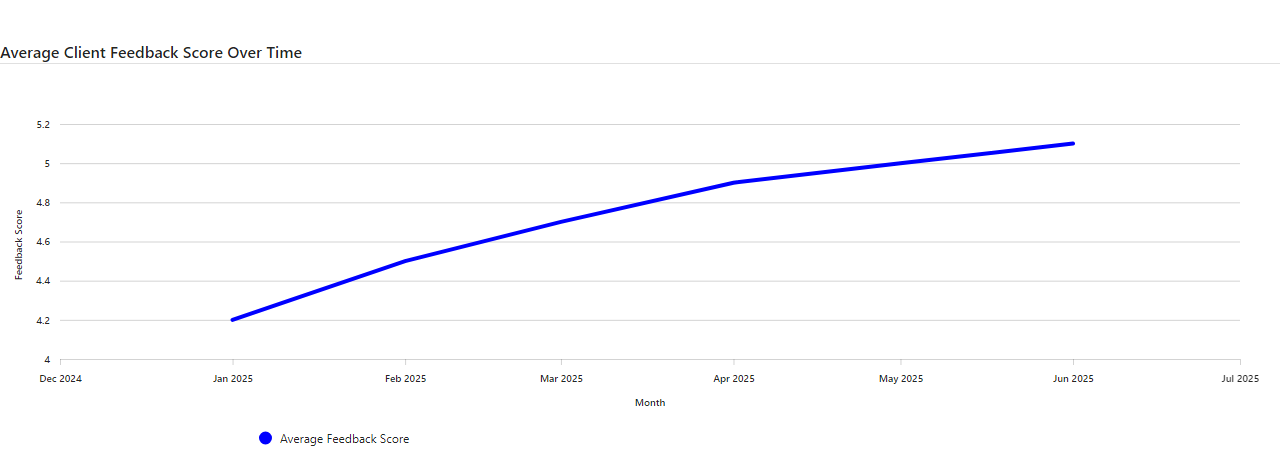 Average Client Feedback Score Over Time
5.2
5
4.8
4.6
4.4
4.2
4
Feedback Score
Dec 2024 Jan 2025 Feb 2025 Mar 2025 Apr 2025 May 2025 Jun 2025 Jul 2025
Month
Average Feedback Score